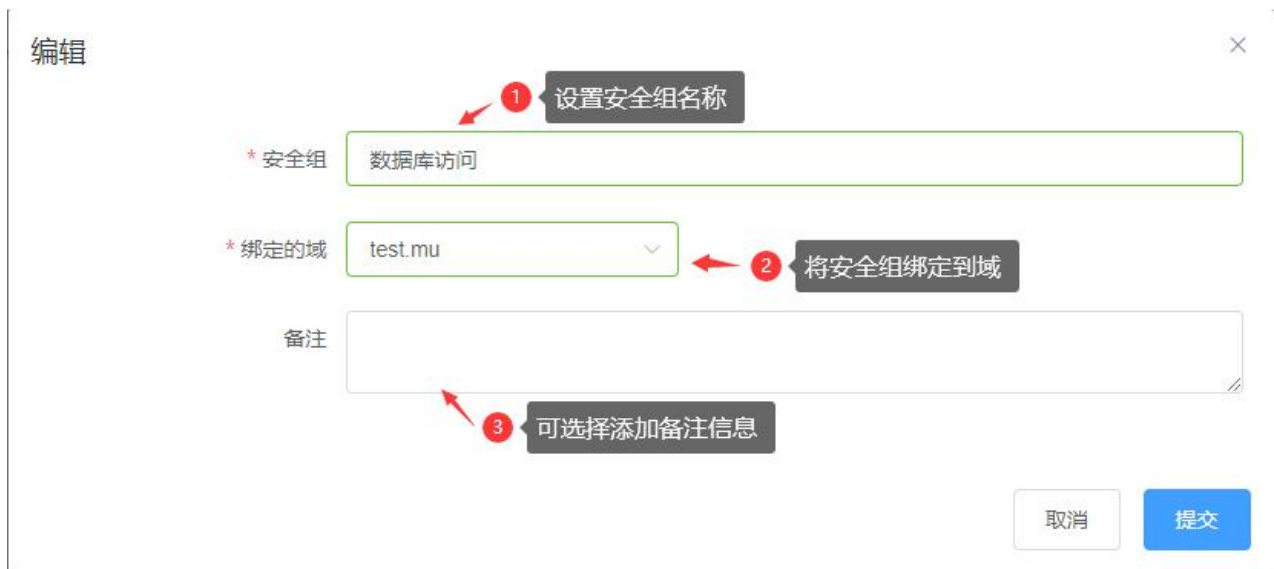 编辑
1 设置安全组名称
* 安全组 数据库访问
* 绑定的域 test.mu
2 将安全组绑定到域
备注
3 可选择添加备注信息
取消 提交